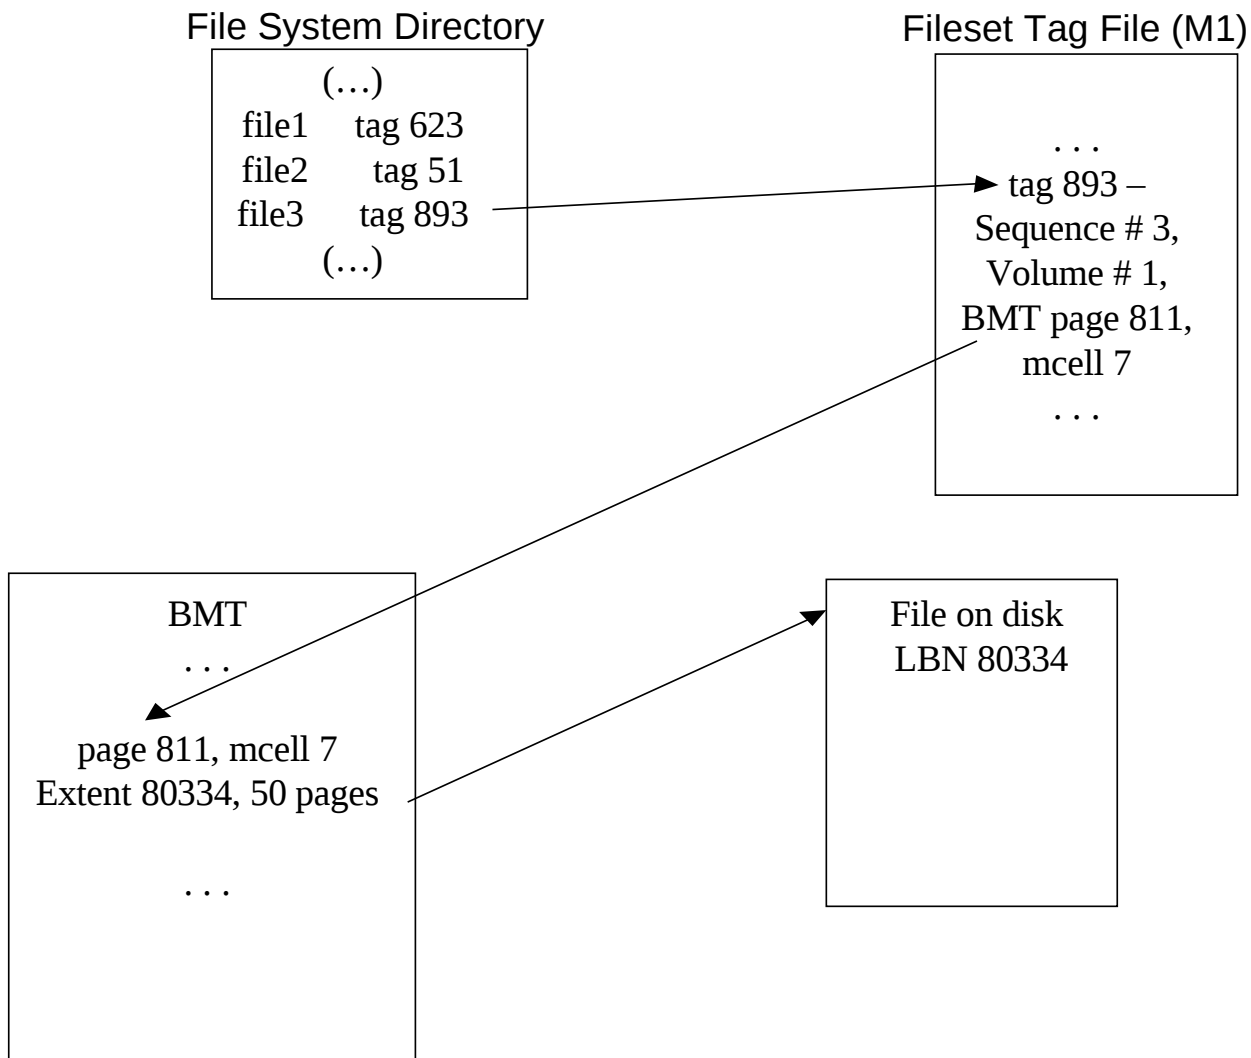 File System Directory
(…)
file1 tag 623
file2 tag 51
file3 tag 893
(…)
Fileset Tag File (M1)
. . .
tag 893 –
Sequence # 3,
Volume # 1,
BMT page 811,
mcell 7
. . .
BMT
. . .
page 811, mcell 7
Extent 80334, 50 pages
. . .
File on disk
LBN 80334